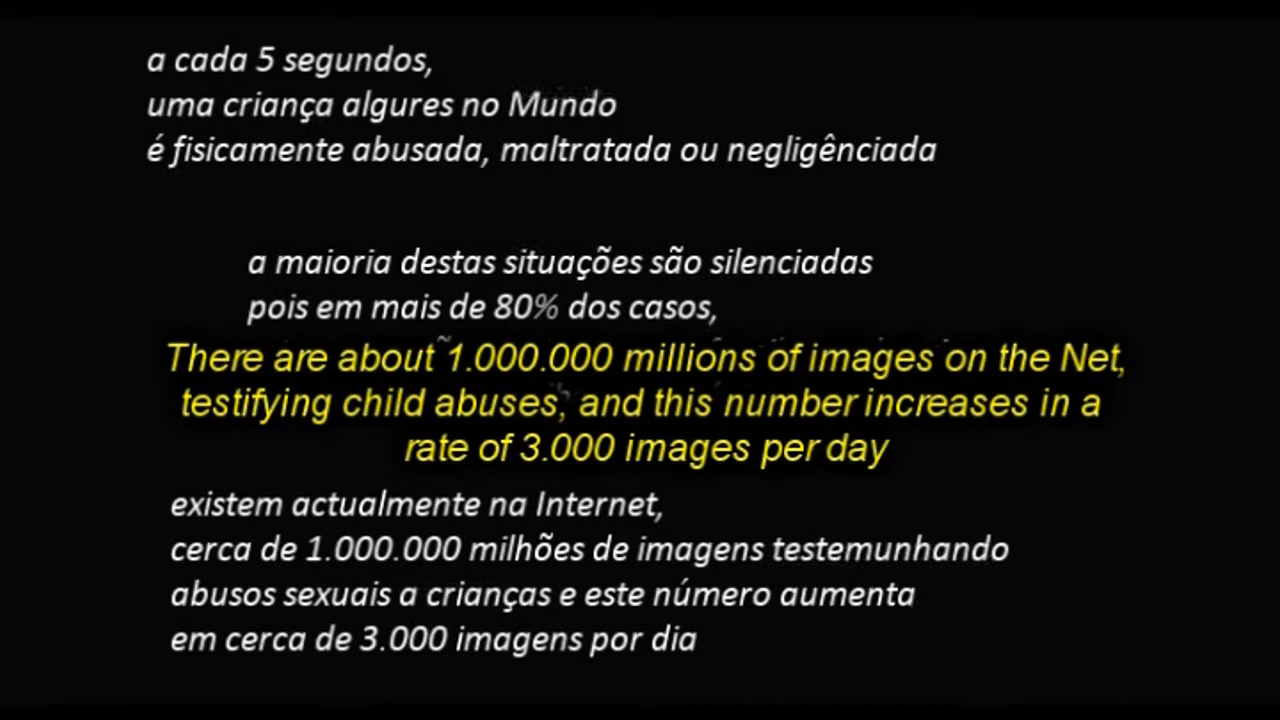 a cada 5 segundos,
uma criança algures no Mundo
é fisicamente abusada, maltratada ou negligênciada
a maioria destas situações são silenciadas
pois em mais de 80% dos casos,
There are about 1.000.000 millions of images on the Net,
testifying child abuses, and this number increases in a
rate of 3.000 images per day
existem actualmente na Internet,
cerca de 1.000.000 milhões de imagens testemunhando
abusos sexuais a crianças e este número aumenta
em cerca de 3.000 imagens por dia